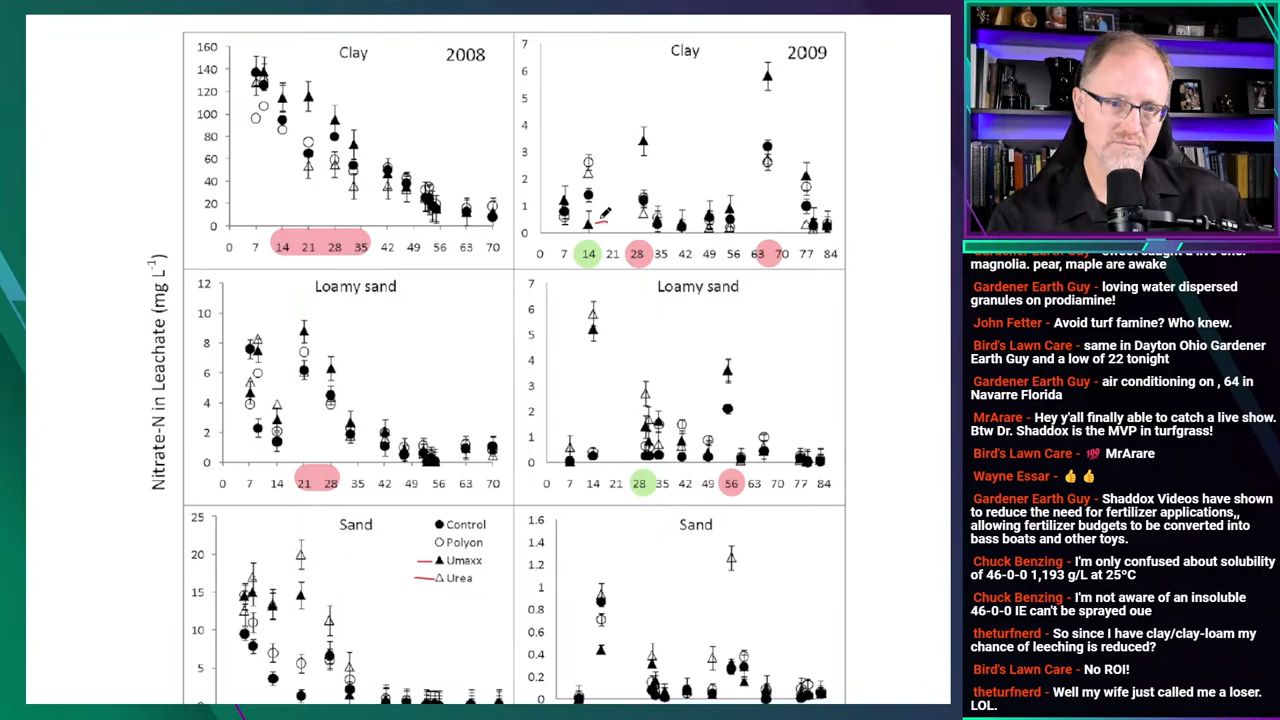 Clay
2008
160
140
120
100
80
60
40
20
0
0 7 14 21 28 35 42 49 56 63 70
Clay
2009
7
6
5
4
3
2
1
0
0 7 14 21 28 35 42 49 56 63 70 77 84
Nitrate-N in Leachate (mg L-1)
Loamy sand
12
10
8
6
4
2
0
0 7 14 21 28 35 42 49 56 63 70
Loamy sand
7
6
5
4
3
2
1
0
0 7 14 21 28 35 42 49 56 63 70 77 84
Sand
25
20
15
10
5
Control
Polyon
Umaxx
Urea
Sand
1.6
1.4
1.2
1
0.8
0.6
0.4
0.2
0
magnolia. pear, maple are awake
Gardener Earth Guy - loving water dispersed
granules on prodiamine!
John Fetter - Avoid turf famine? Who knew.
Bird's Lawn Care - same in Dayton Ohio Gardener
Earth Guy and a low of 22 tonight
Gardener Earth Guy - air conditioning on , 64 in
Navarre Florida
MrArare - Hey y'all finally able to catch a live show.
Btw Dr. Shaddox is the MVP in turfgrass!
Bird's Lawn Care - 💯 MrArare
Wayne Essar - 👍👍
Gardener Earth Guy - Shaddox Videos have shown
to reduce the need for fertilizer applications,,
allowing fertilizer budgets to be converted into
bass boats and other toys.
Chuck Benzing - I'm only confused about solubility
of 46-0-0 1,193 g/L at 25°C
Chuck Benzing - I'm not aware of an insoluble
46-0-0 IE can't be sprayed oue
theturfnerd - So since I have clay/clay-loam my
chance of leeching is reduced?
Bird's Lawn Care - No ROI!
theturfnerd - Well my wife just called me a loser.
LOL.